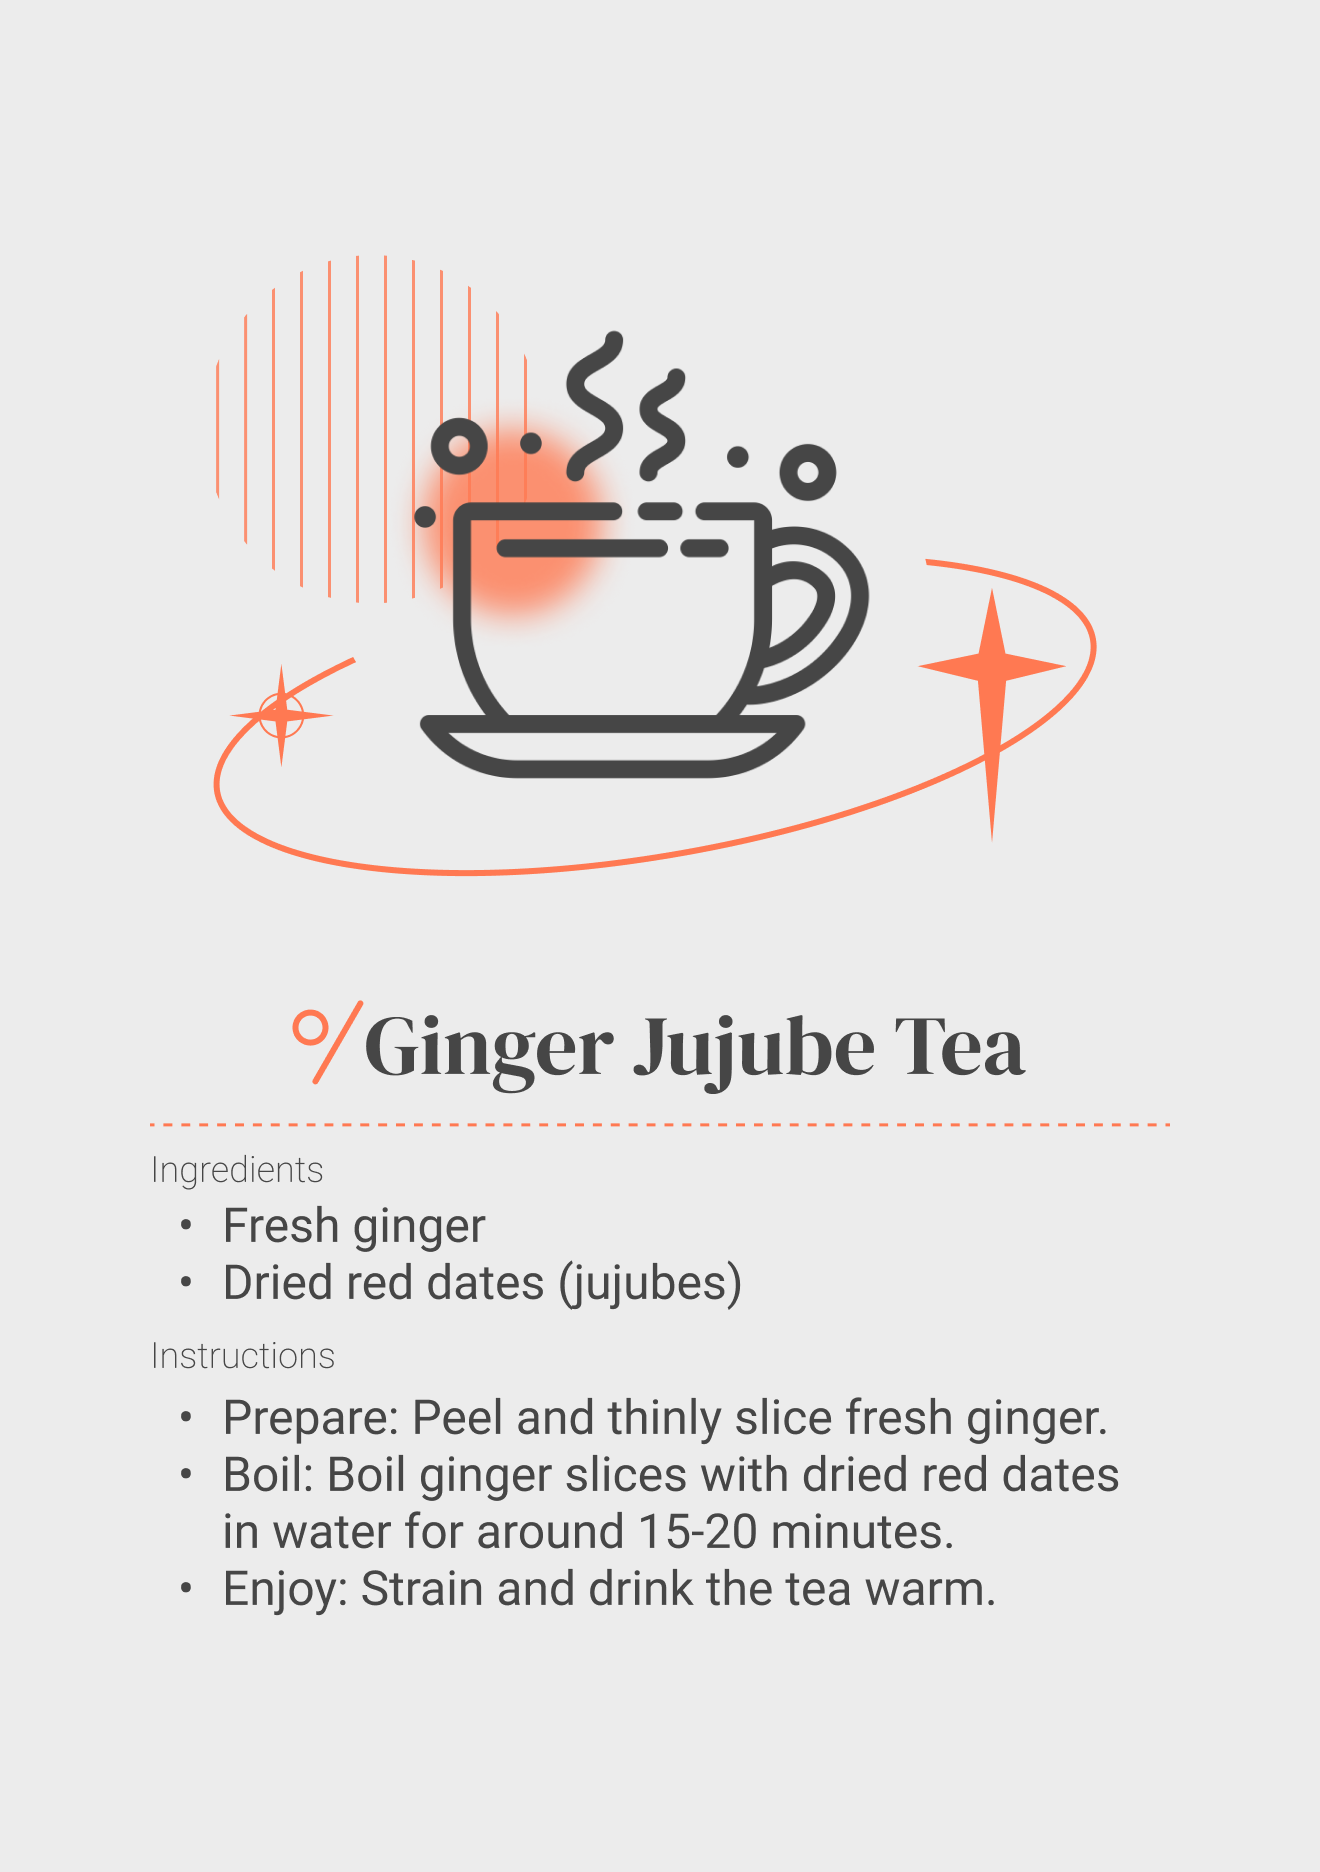 Ginger Jujube Tea
Ingredients
• Fresh ginger
• Dried red dates (jujubes)
Instructions
• Prepare: Peel and thinly slice fresh ginger.
• Boil: Boil ginger slices with dried red dates
in water for around 15-20 minutes.
• Enjoy: Strain and drink the tea warm.